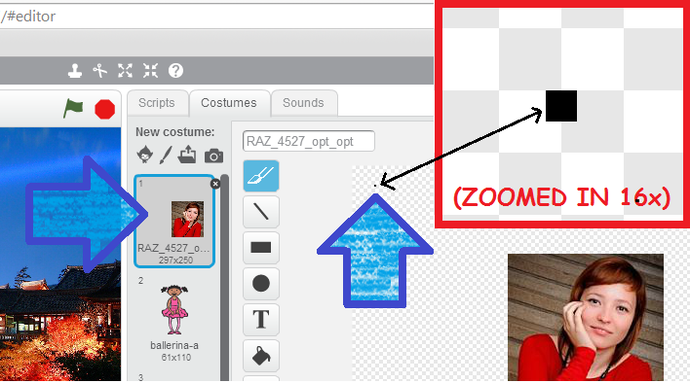 /#editor
Scripts
Costumes
Sounds
New costume:
RAZ_4527_opt_opt
1
RAZ_4527_o...
297x250
2
ballerina-a
61x110
3
T
(ZOOMED IN 16x)